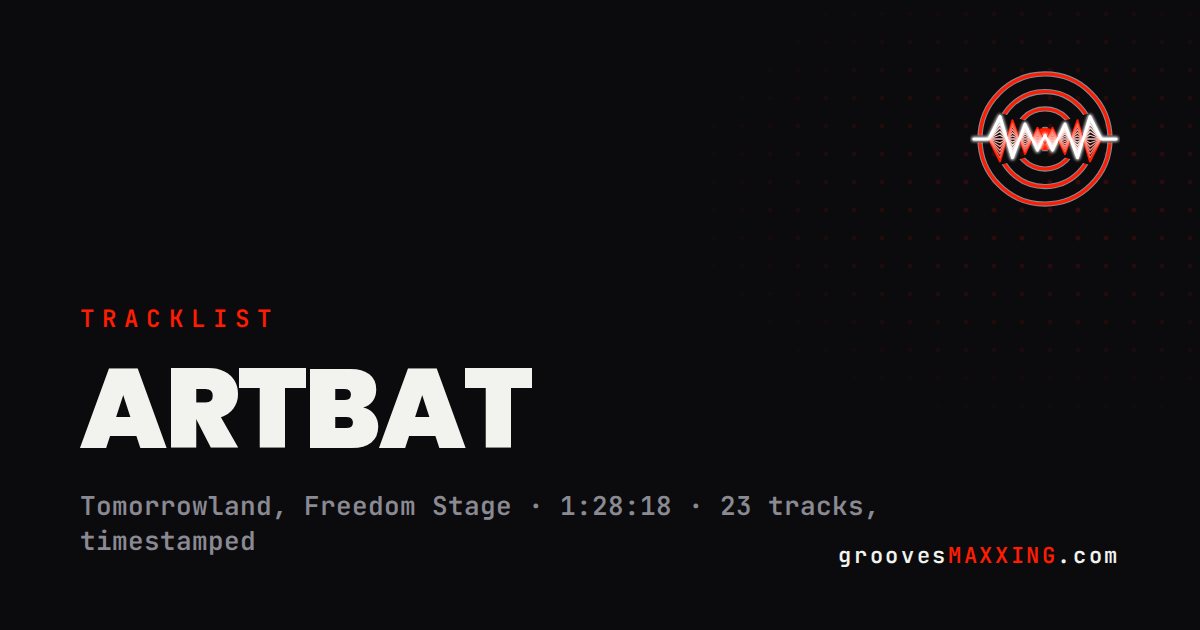 TRACKLIST
ARTBAT
Tomorrowland, Freedom Stage · 1:28:18 · 23 tracks,
timestamped
groovesMAXXING.com